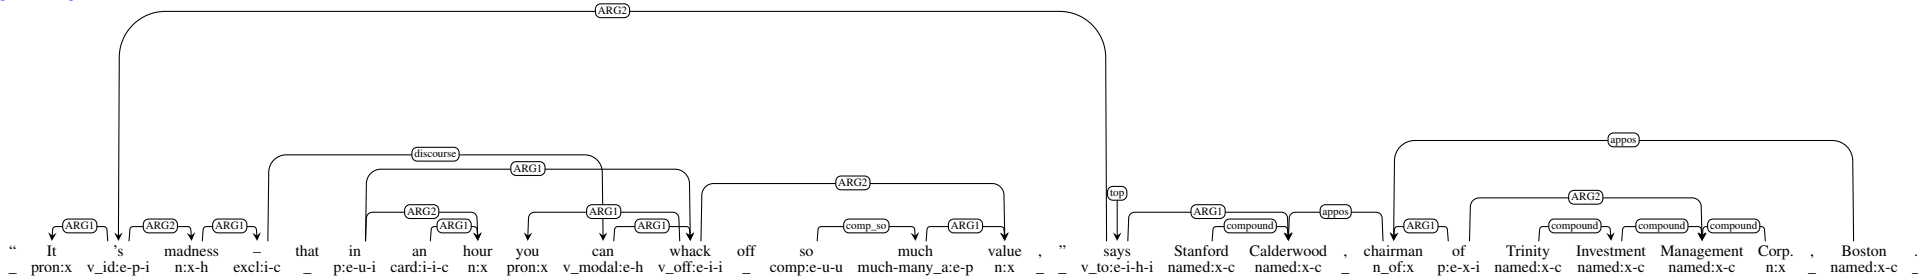 ARG2
appos
discourse
ARG1
ARG2
top
ARG2
ARG2 ARG1 ARG1 appos
ARG1 ARG2 ARG1 ARG1 ARG1 comp_so ARG1 compound ARG1 compound compound compound
“ It 's madness – that in an hour you can whack off so much value , ” says Stanford Calderwood , chairman of Trinity Investment Management Corp. , Boston .
_ pron:x v_id:e-p-i n:x-h excl:i-c _ p:e-u-i card:i-i-c n:x pron:x v_modal:e-h v_off:e-i-i _ comp:e-u-u much-many_a:e-p n:x _ _ v_to:e-i-h-i named:x-c named:x-c _ n_of:x p:e-x-i named:x-c named:x-c named:x-c n:x _ named:x-c _